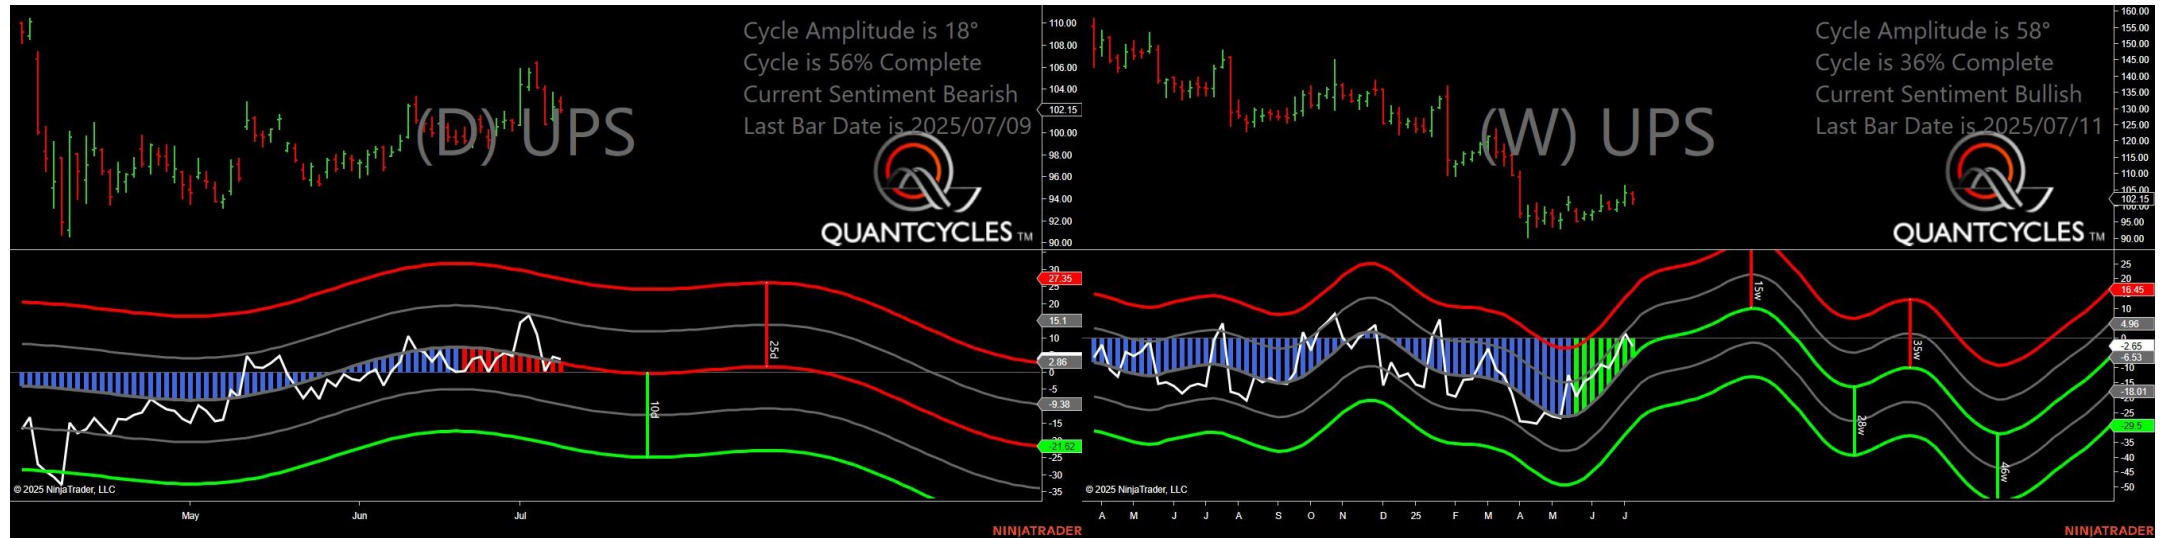 Cycle Amplitude is 18°
Cycle is 56% Complete
Current Sentiment Bearish
Last Bar Date is 2025/07/09
(D) UPS
QUANTCYCLES TM
110.00
108.00
106.00
104.00
102.15
100.00
98.00
96.00
94.00
92.00
90.00
30
27.35
25
20
15.1
10
5
2.86
0
-5
-9.38
-15
-21.62
-25
-30
-35
25d
10d
© 2025 NinjaTrader, LLC
May
Jun
Jul
NINJATRADER
Cycle Amplitude is 58°
Cycle is 36% Complete
Current Sentiment Bullish
Last Bar Date is 2025/07/11
(W) UPS
QUANTCYCLES TM
160.00
155.00
150.00
145.00
140.00
135.00
130.00
125.00
120.00
115.00
110.00
105.00
102.15
100.00
95.00
90.00
25
20
16.45
10
4.96
0
-2.65
-6.53
-10
-15
-18.01
-20
-25
-29.5
-35
-40
-45
-50
15w
35w
28w
46w
© 2025 NinjaTrader, LLC
A M J J A S O N D 25 F M A M J J
NINJATRADER